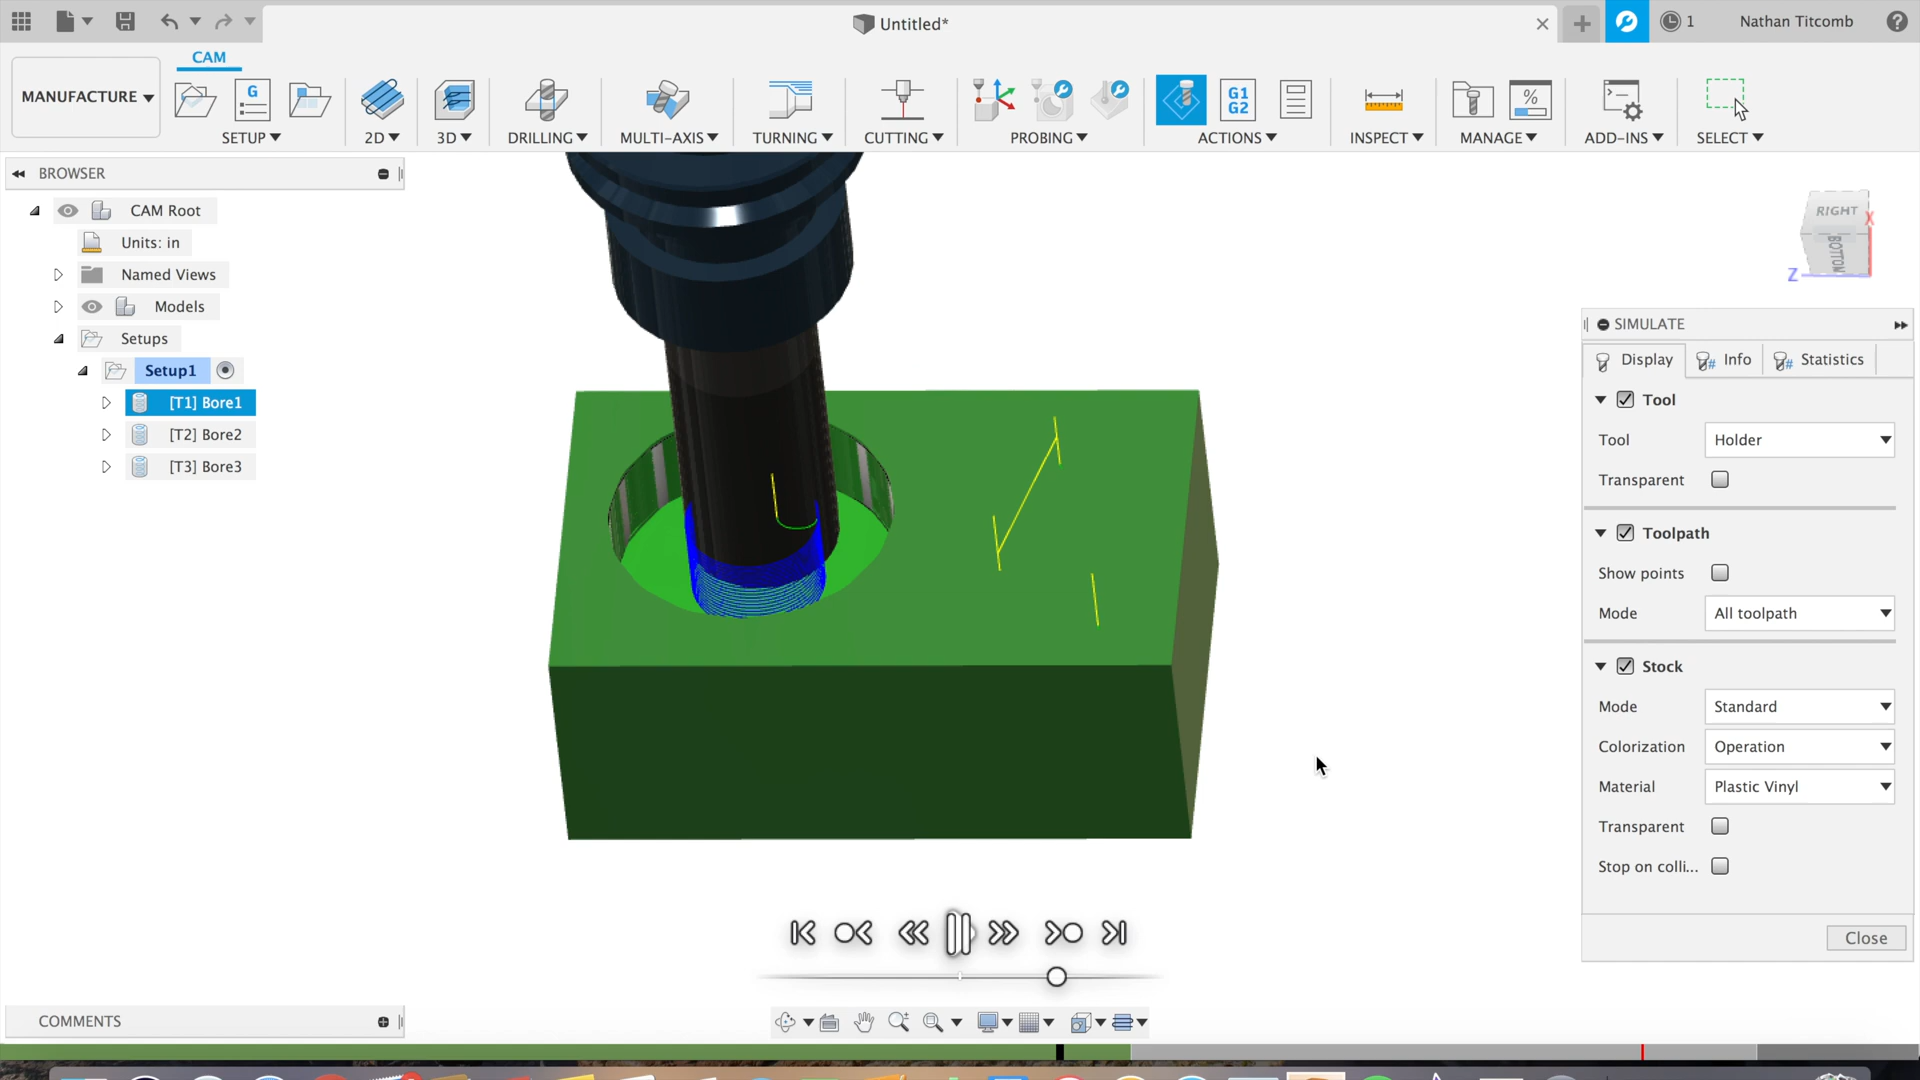 Untitled*
1
Nathan Titcomb
CAM
MANUFACTURE
G
G1
G2
%
SETUP
2D
3D
DRILLING
MULTI-AXIS
TURNING
CUTTING
PROBING
ACTIONS
INSPECT
MANAGE
ADD-INS
SELECT
BROWSER
CAM Root
Units: in
Named Views
Models
Setups
Setup1
[T1] Bore1
[T2] Bore2
[T3] Bore3
RIGHT
X
BOTTOM
Z
SIMULATE
Display
Info
Statistics
Tool
Tool Holder
Transparent
Toolpath
Show points
Mode All toolpath
Stock
Mode Standard
Colorization Operation
Material Plastic Vinyl
Transparent
Stop on colli...
Close
COMMENTS